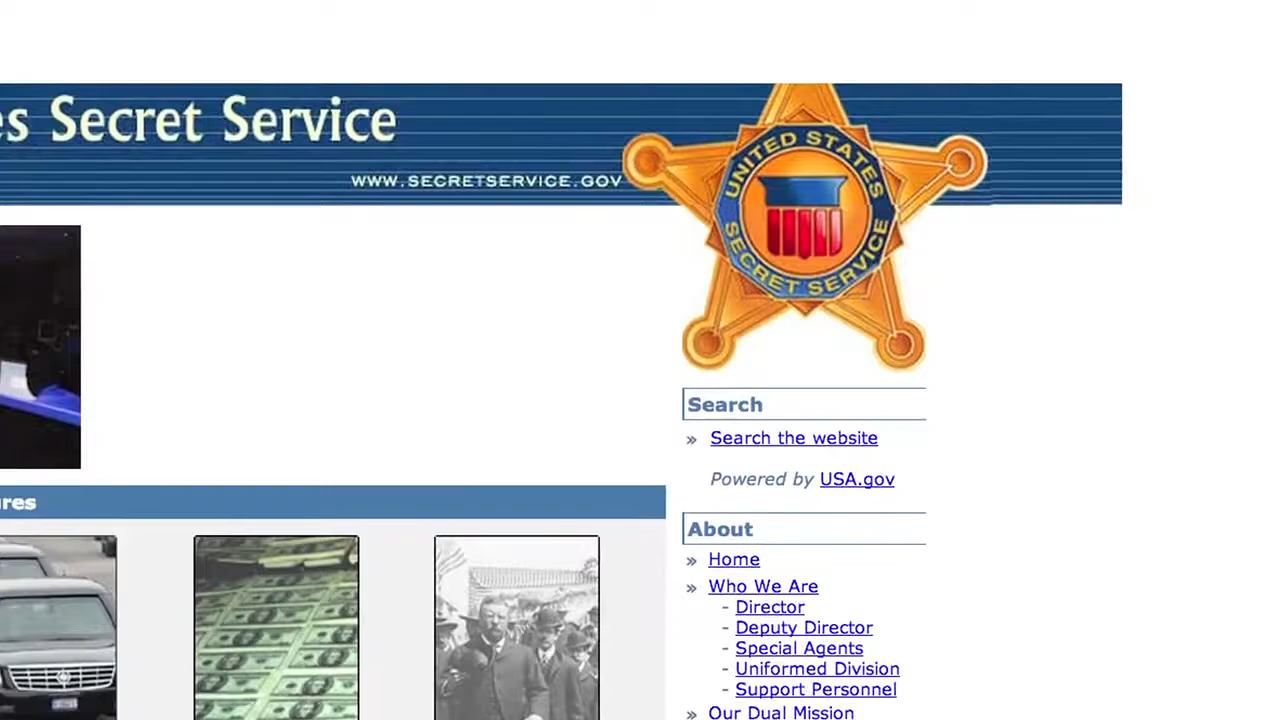 es Secret Service
WWW.SECRETSERVICE.GOV
UNITED STATES
SECRET SERVICE
Search
» Search the website
Powered by USA.gov
ures
About
» Home
» Who We Are
- Director
- Deputy Director
- Special Agents
- Uniformed Division
- Support Personnel
» Our Dual Mission